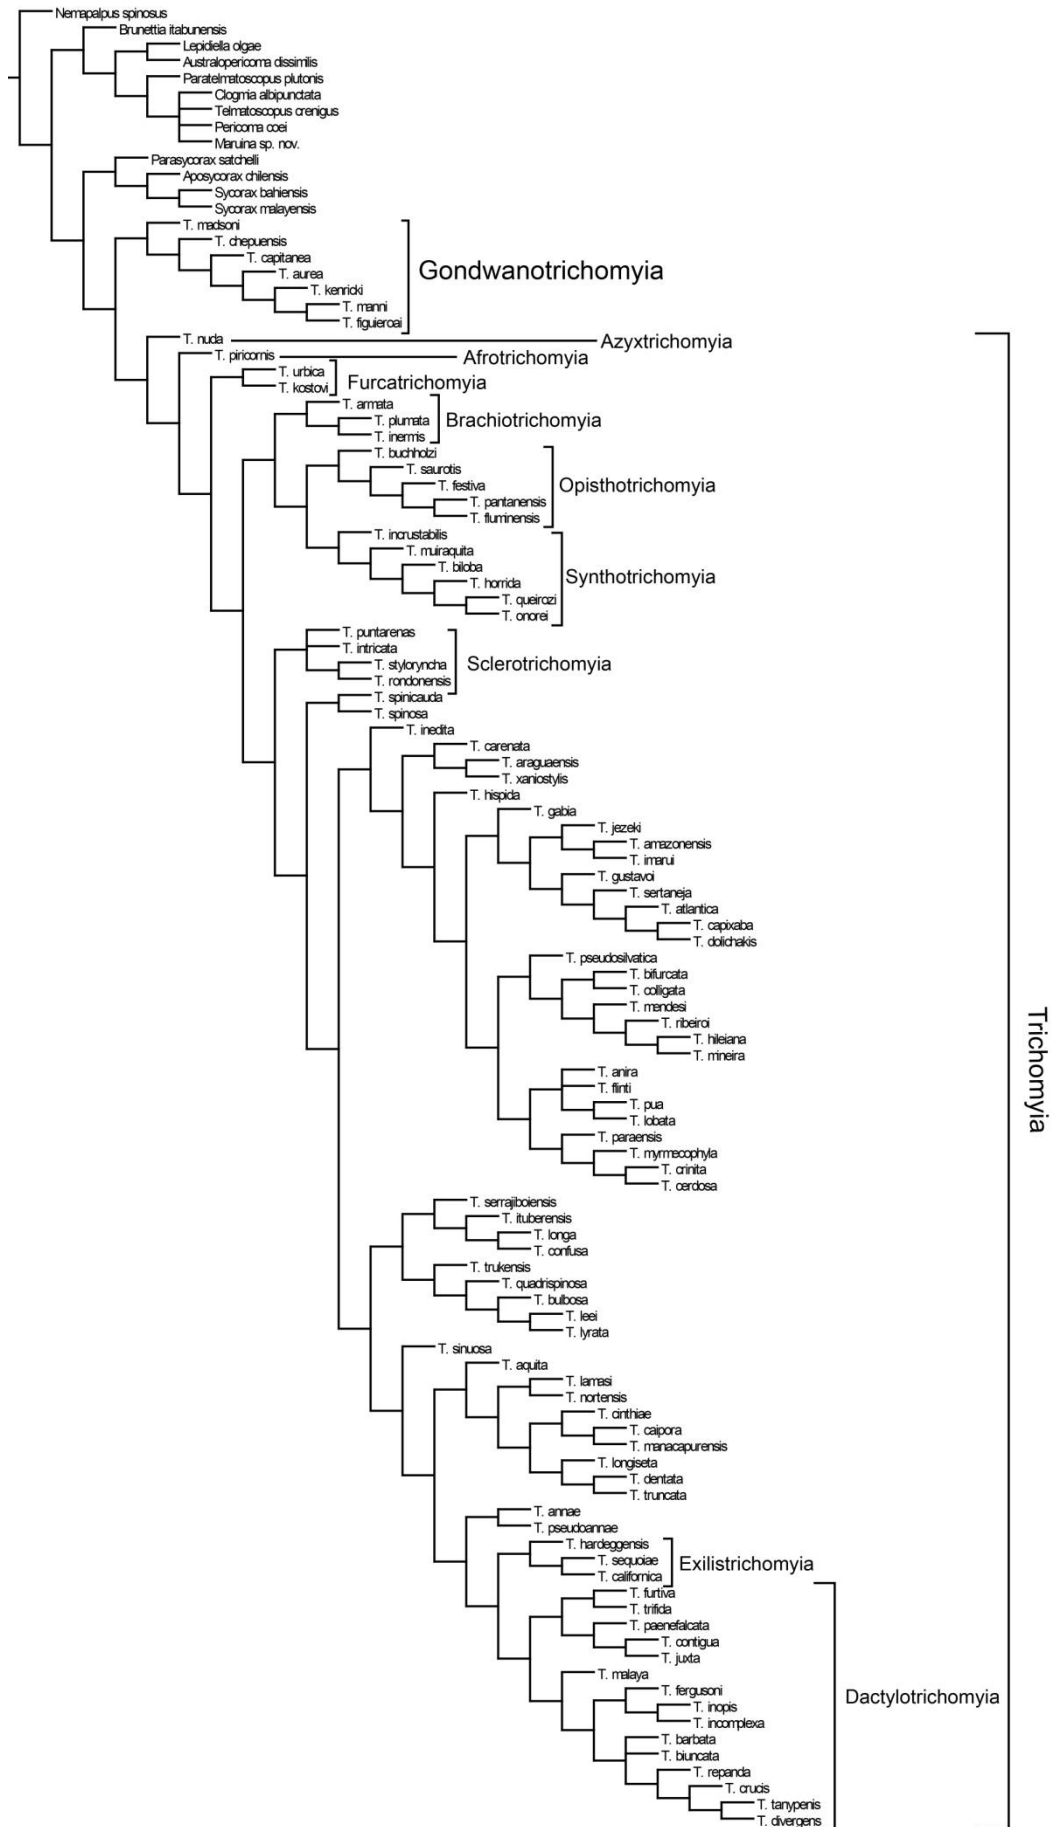 Nemapalpus spinosus
Brunettia itabunensis
Lepidiella olgae
Australopericoma dissimilis
Paratelmatoscopus plutonis
Clogmia albipunctata
Telmatoscopus crenigus
Pericoma coei
Maruina sp. nov.
Parasycorax satchelli
Aposycorax chilensis
Sycorax bahiensis
Sycorax malayensis
T. madsoni
T. chepuensis
T. capitanea
T. aurea
Gondwanotrichomyia
T. kenricki
T. manni
T. figuieroai
T. nuda
Azyxtrichomyia
T. piricornis
Afrotrichomyia
T. urbica
Furcatrichomyia
T. kostovi
T. armata
T. plumata
Brachiotrichomyia
T. inermis
T. buchholzi
T. saurotis
T. festiva
Opisthotrichomyia
T. pantanensis
T. fluminensis
T. incrustabilis
T. muiraquita
T. biloba
Synthotrichomyia
T. horrida
T. queirozi
T. onorei
T. puntarenas
T. intricata
T. styloryncha
Sclerotrichomyia
T. rondonensis
T. spinicauda
T. spinosa
T. inedita
T. carenata
T. araguaensis
T. xaniostylis
T. hispida
T. gabia
T. jezeki
T. amazonensis
T. imarui
T. gustavoi
T. sertaneja
T. atlantica
T. capixaba
T. dolichakis
T. pseudosilvatica
T. bifurcata
T. colligata
T. mendesi
T. ribeiroi
T. hileiana
T. mineira
Trichomyia
T. anira
T. flinti
T. pua
T. lobata
T. paraensis
T. myrmecophyla
T. crinita
T. cerdosa
T. serrajiboiensis
T. ituberensis
T. longa
T. confusa
T. trukensis
T. quadrispinosa
T. bulbosa
T. leei
T. lyrata
T. sinuosa
T. aquita
T. lamasi
T. nortensis
T. cinthiae
T. caipora
T. manacapurensis
T. longiseta
T. dentata
T. truncata
T. annae
T. pseudoannae
T. hardeggensis
T. sequoiae
Exilistrichomyia
T. californica
T. furtiva
T. trifida
T. paenefalcata
T. contigua
T. juxta
T. malaya
T. fergusoni
Dactylotrichomyia
T. inopis
T. incomplexa
T. barbata
T. biuncata
T. repanda
T. crucis
T. tanypenis
T. divergens